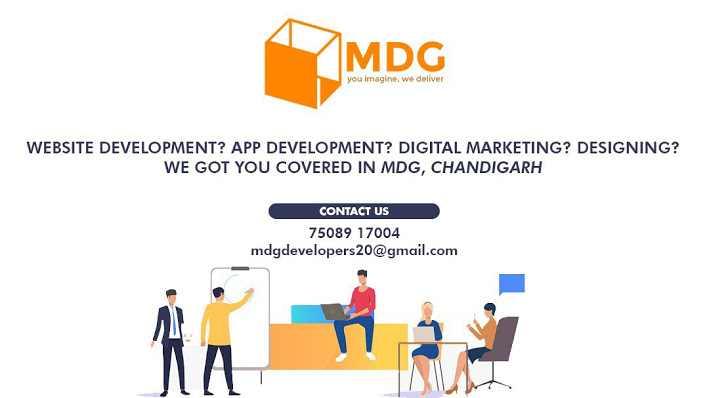 MDG
you imagine, we deliver
WEBSITE DEVELOPMENT? APP DEVELOPMENT? DIGITAL MARKETING? DESIGNING?
WE GOT YOU COVERED IN MDG, CHANDIGARH
CONTACT US
75089 17004
mdgdevelopers20@gmail.com